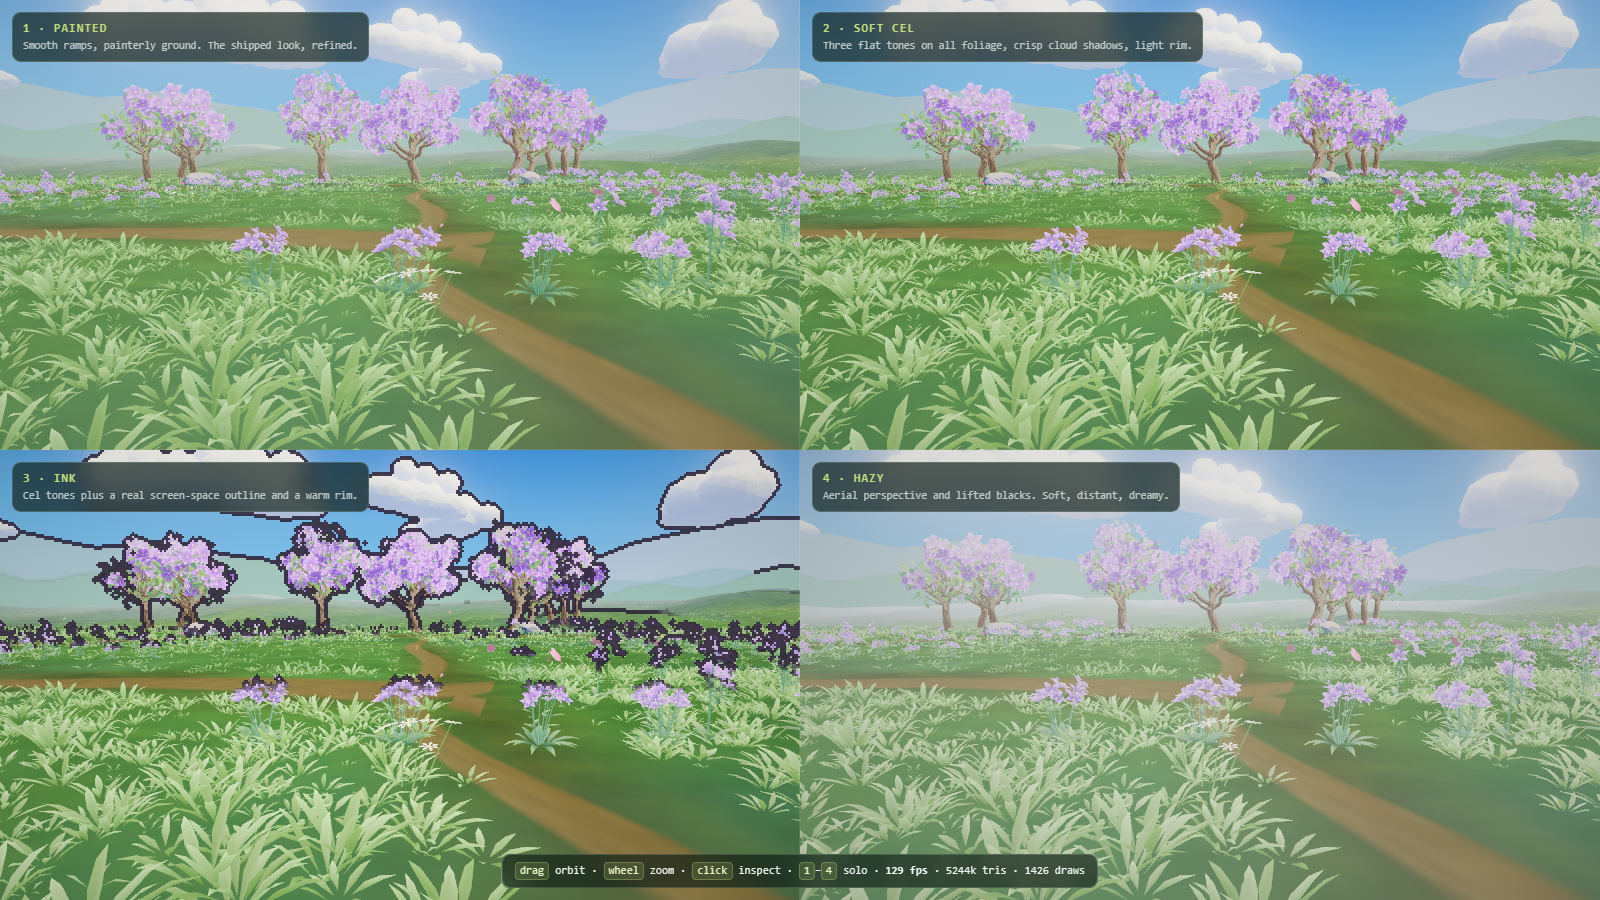 1 · PAINTED
Smooth ramps, painterly ground. The shipped look, refined.
2 · SOFT CEL
Three flat tones on all foliage, crisp cloud shadows, light rim.
3 · INK
Cel tones plus a real screen-space outline and a warm rim.
4 · HAZY
Aerial perspective and lifted blacks. Soft, distant, dreamy.
drag orbit · wheel zoom · click inspect · 1–4 solo · 129 fps · 5244k tris · 1426 draws